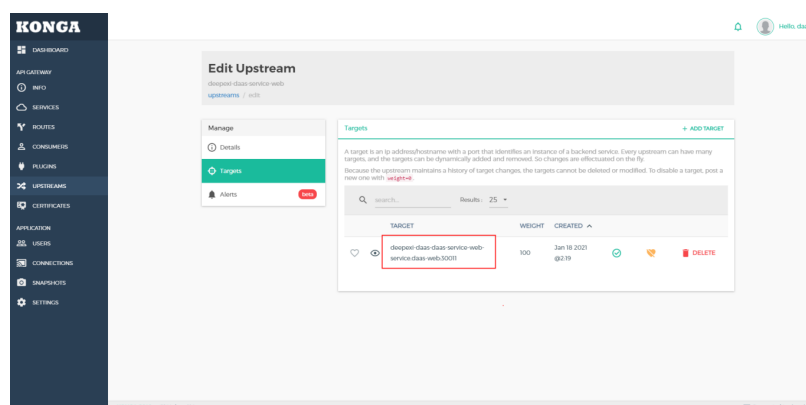 KONGA
Hello, da
DASHBOARD
API GATEWAY
INFO
SERVICES
ROUTES
CONSUMERS
PLUGINS
UPSTREAMS
CERTIFICATES
APPLICATION
USERS
CONNECTIONS
SNAPSHOTS
SETTINGS
Edit Upstream
deepexi-daas-service-web
upstreams / edit
Manage
Details
Targets
Alerts
beta
Targets
+ ADD TARGET
A target is an ip address/hostname with a port that identifies an instance of a backend service. Every upstream can have many
targets, and the targets can be dynamically added and removed. So changes are effectuated on the fly.
Because the upstream maintains a history of target changes, the targets cannot be deleted or modified. To disable a target, post a
new one with weight=0.
search...
Results : 25
TARGET WEIGHT CREATED
deepexi-daas-daas-service-web-
service.daas-web:30011
100
Jan 18 2021
@2:19
DELETE